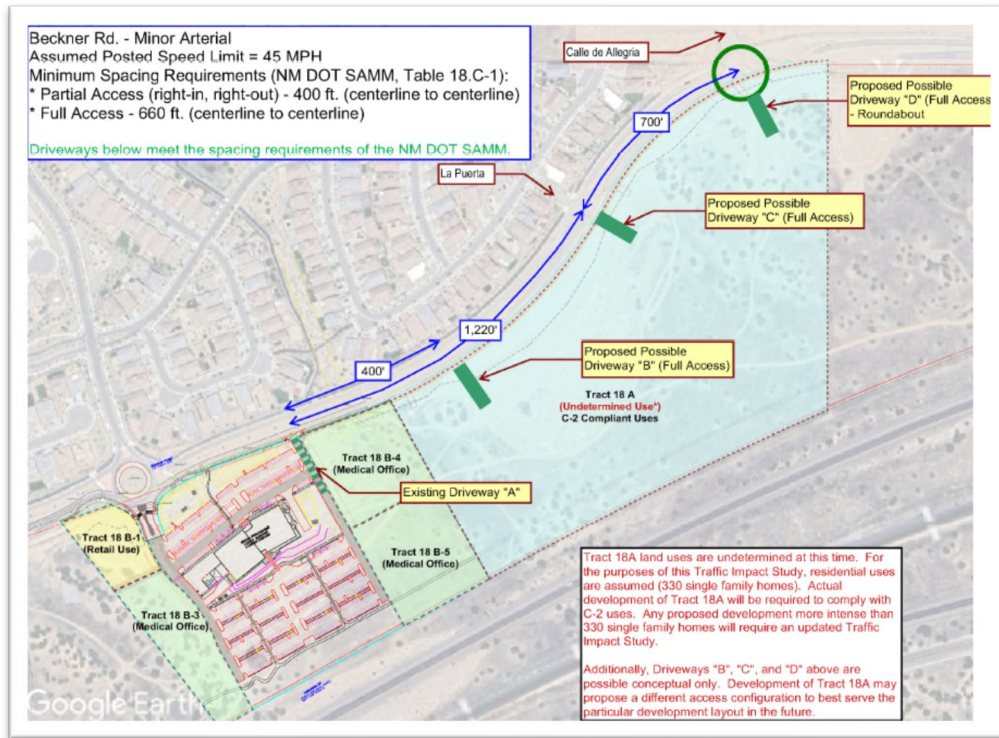 Beckner Rd. - Minor Arterial
Assumed Posted Speed Limit = 45 MPH
Minimum Spacing Requirements (NM DOT SAMM, Table 18.C-1):
* Partial Access (right-in, right-out) - 400 ft. (centerline to centerline)
* Full Access - 660 ft. (centerline to centerline)
Driveways below meet the spacing requirements of the NM DOT SAMM.
Calle de Allegria
Proposed Possible
Driveway "D" (Full Access
- Roundabout
700'
La Puerta
Proposed Possible
Driveway "C" (Full Access)
1,220'
400'
Proposed Possible
Driveway "B" (Full Access)
Tract 18 A
(Undetermined Use*)
C-2 Compliant Uses
Tract 18 B-4
(Medical Office)
Existing Driveway "A"
Tract 18 B-1
(Retail Use)
Tract 18 B-5
(Medical Office)
Tract 18 B-3
(Medical Office)
Tract 18A land uses are undetermined at this time. For
the purposes of this Traffic Impact Study, residential uses
are assumed (330 single family homes). Actual
development of Tract 18A will be required to comply with
C-2 uses. Any proposed development more intense than
330 single family homes will require an updated Traffic
Impact Study.
Additionally, Driveways "B", "C", and "D" above are
possible conceptual only. Development of Tract 18A may
propose a different access configuration to best serve the
particular development layout in the future.
Google Earth